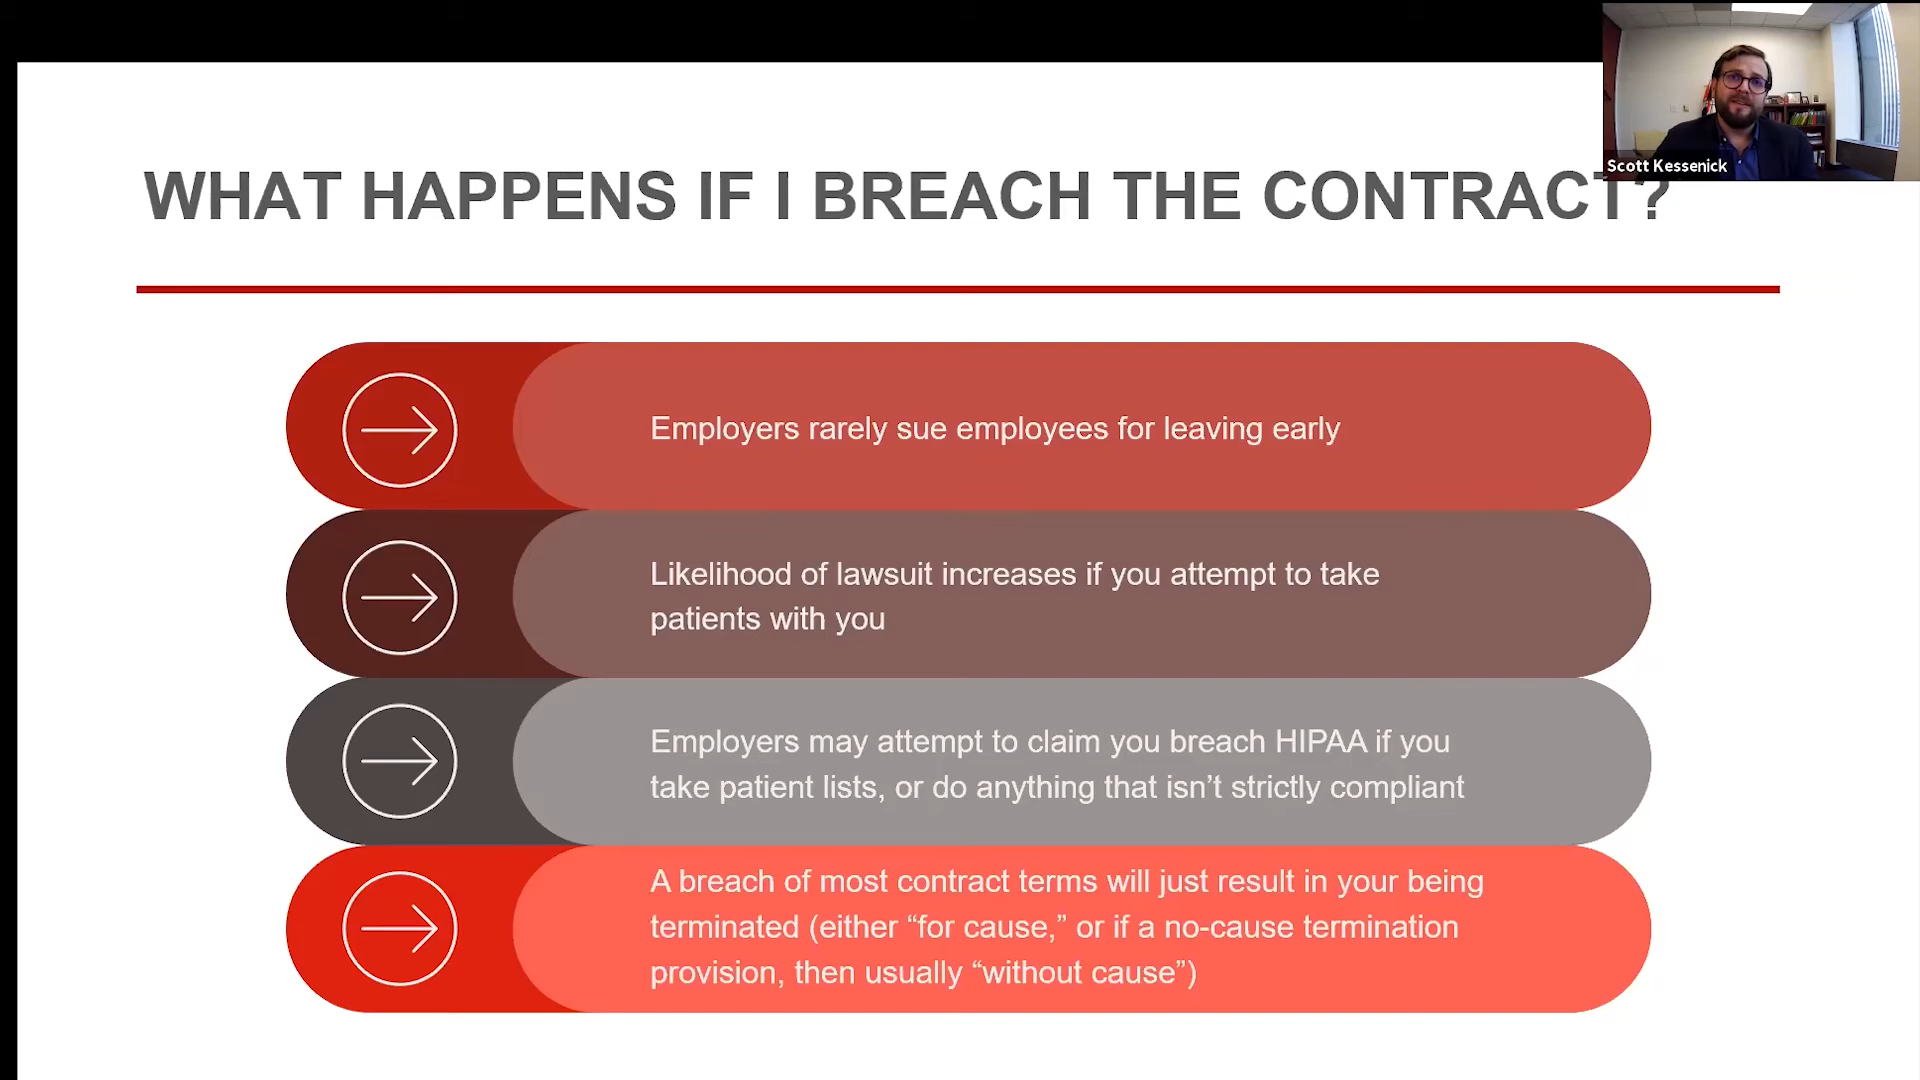 Scott Kessenick
WHAT HAPPENS IF I BREACH THE CONTRACT?
Employers rarely sue employees for leaving early
Likelihood of lawsuit increases if you attempt to take
patients with you
Employers may attempt to claim you breach HIPAA if you
take patient lists, or do anything that isn’t strictly compliant
A breach of most contract terms will just result in your being
terminated (either “for cause,” or if a no-cause termination
provision, then usually “without cause”)